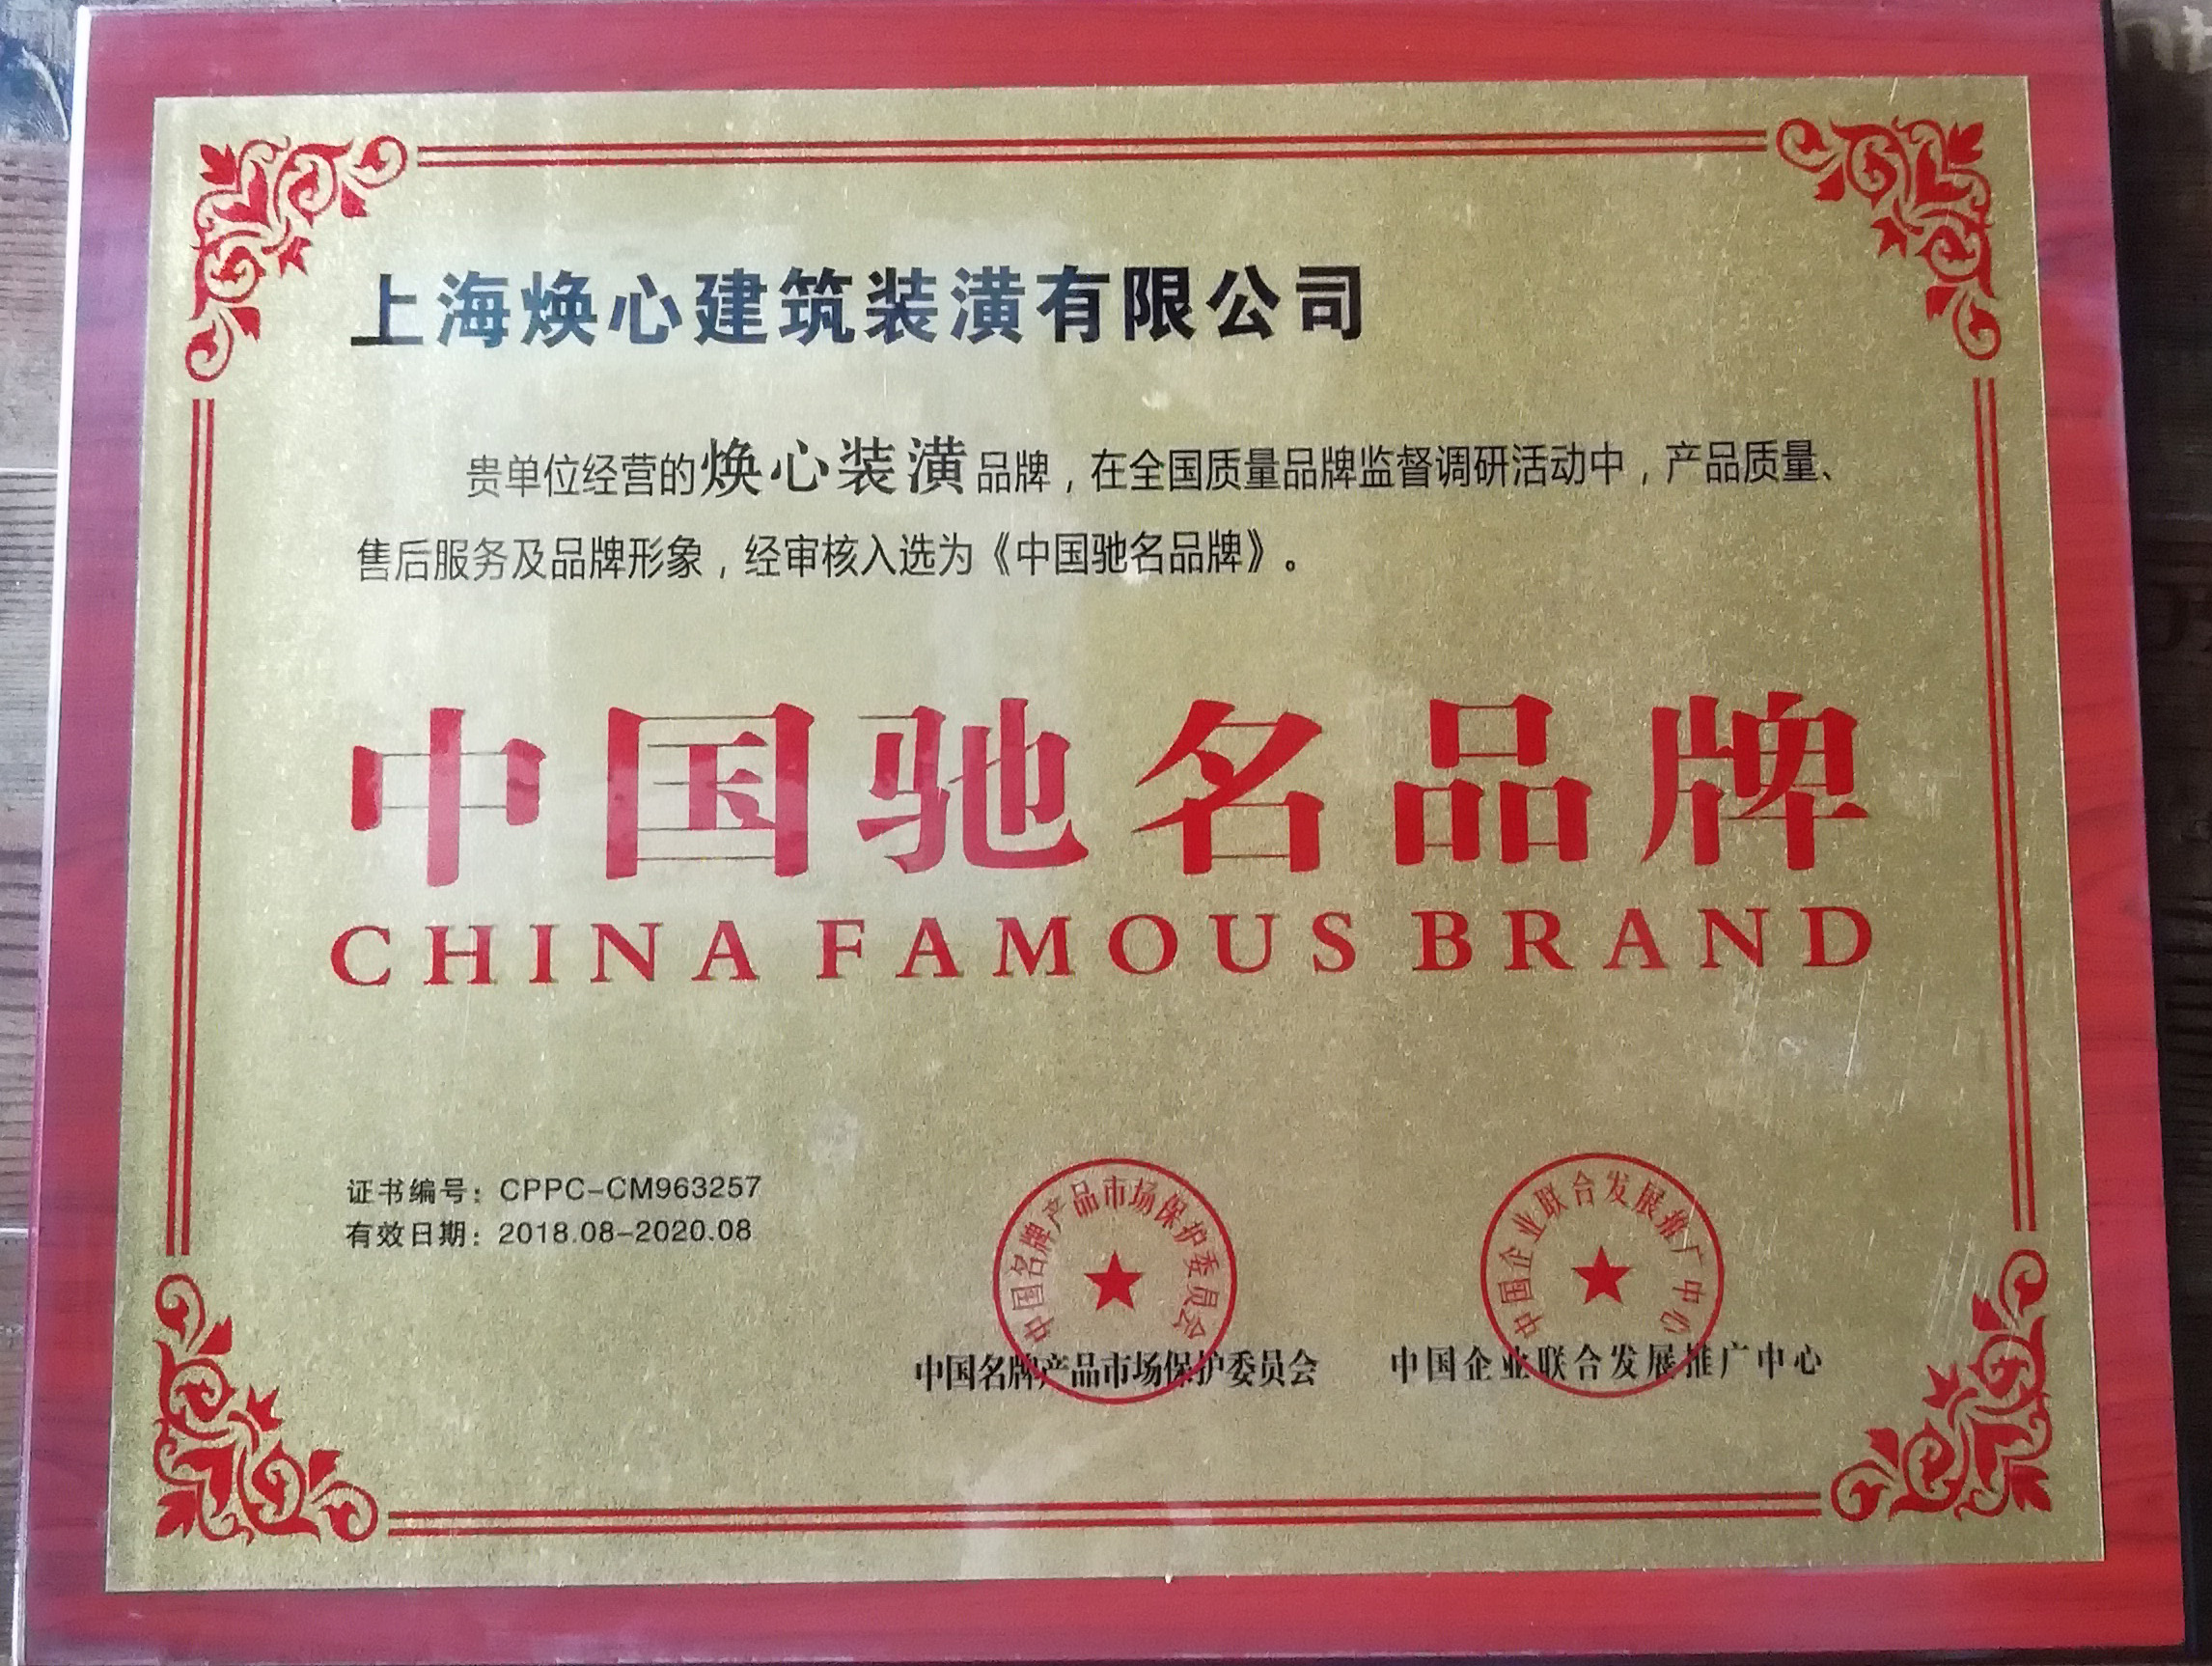 上海焕心建筑装潢有限公司
贵单位经营的焕心装潢品牌，在全国质量品牌监督调研活动中，产品质量、
售后服务及品牌形象，经审核入选为《中国驰名品牌》。
中国驰名品牌
CHINA FAMOUS BRAND
证书编号：CPPC-CM963257
有效日期：2018.08-2020.08
中国名牌产品市场保护委员会
中国名牌产品市场保护委员会
中国企业联合发展推广中心
中国企业联合发展推广中心